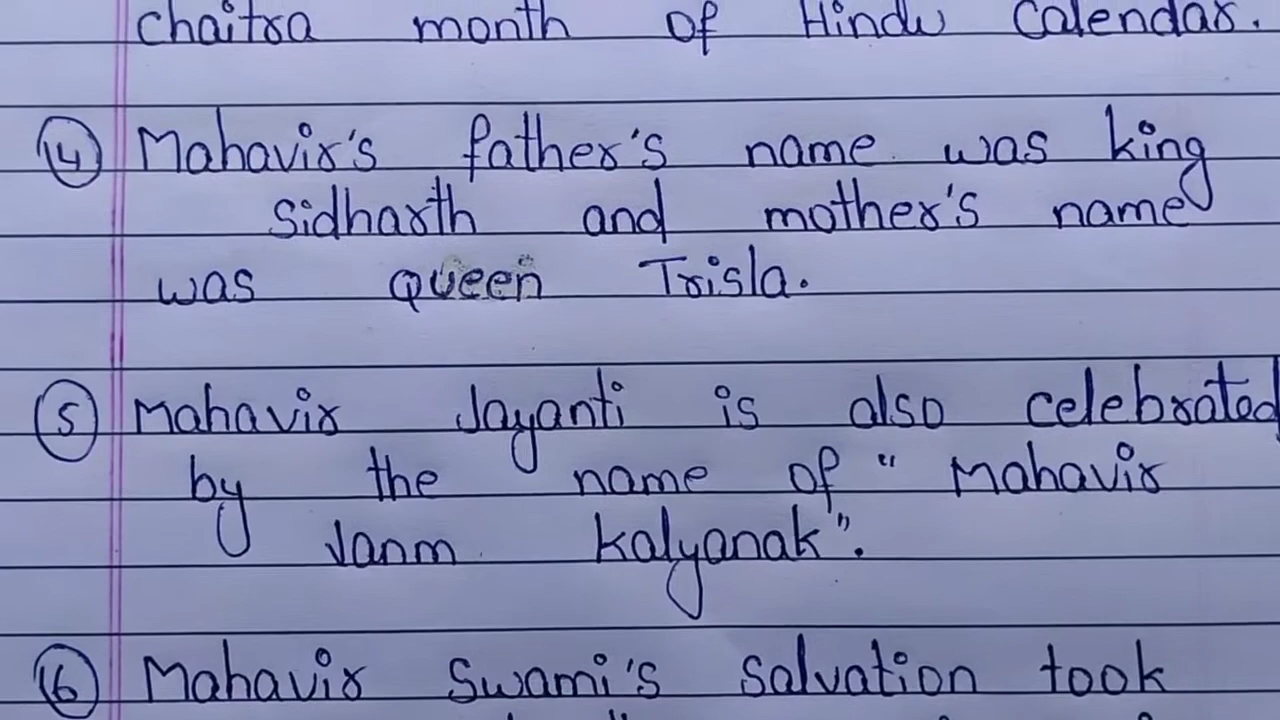 Chaitra month of Hindu Calendar.
(4) Mahavir's father's name was king
Sidharth and mother's name
was queen Trisla.
(5) Mahavir Jayanti is also celebrated
by the name of "Mahavir
Janm Kalyanak".
(6) Mahavir Swami's salvation took